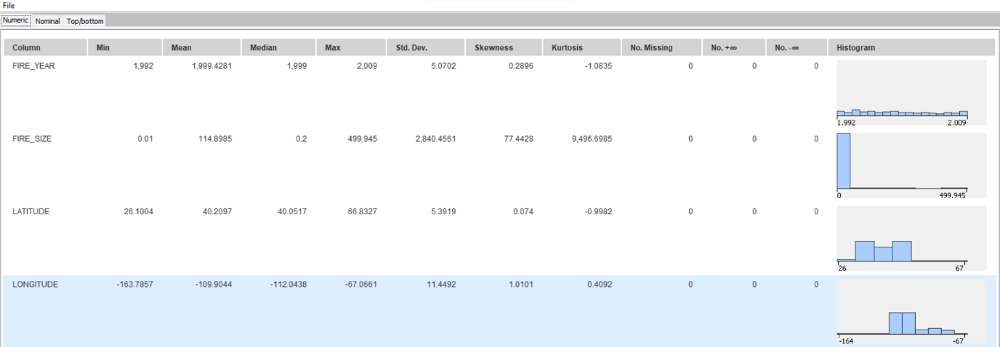 File
Numeric Nominal Top/bottom
Column Min Mean Median Max Std. Dev. Skewness Kurtosis No. Missing No. +∞ No. -∞ Histogram
FIRE_YEAR 1,992 1,999.4281 1,999 2,009 5.0702 0.2896 -1.0835 0 0 0
1.992 2.009
FIRE_SIZE 0.01 114.8985 0.2 499,945 2,840.4561 77.4428 9,496.6985 0 0 0
0 499.945
LATITUDE 26.1004 40.2097 40.0517 66.8327 5.3919 0.074 -0.9982 0 0 0
26 67
LONGITUDE -163.7857 -109.9044 -112.0438 -67.0661 11.4492 1.0101 0.4092 0 0 0
-164 -67